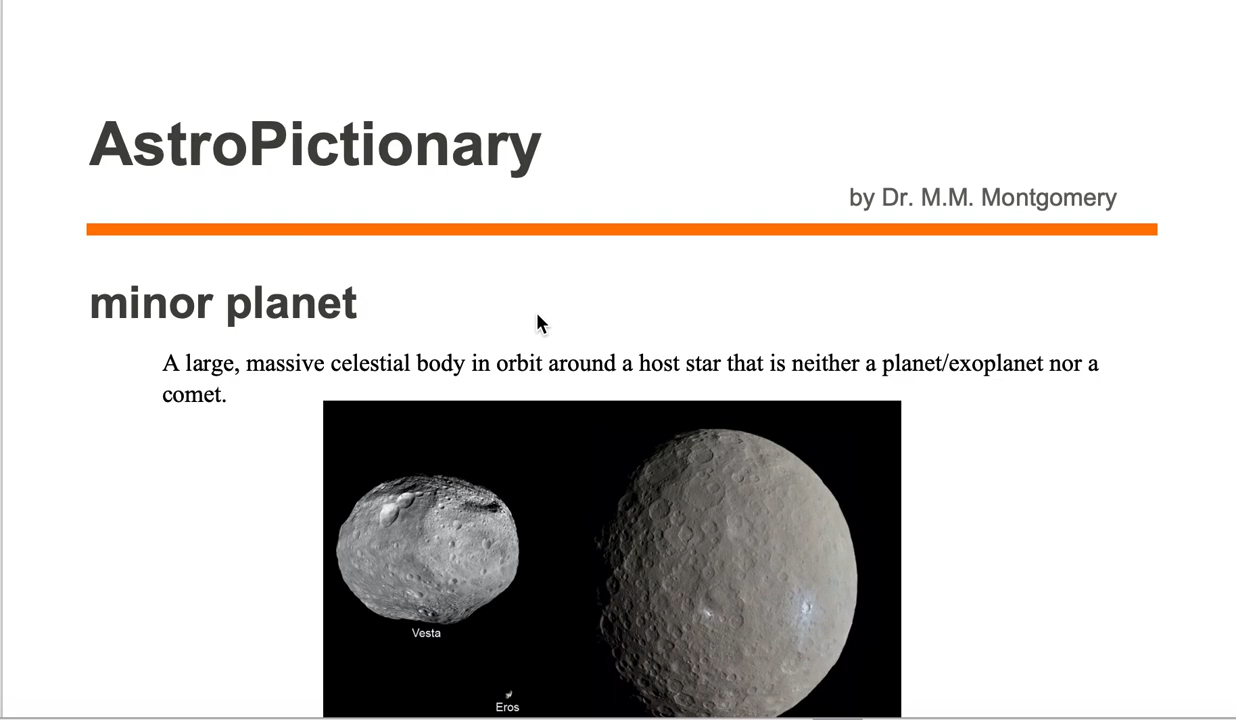 AstroPictionary
by Dr. M.M. Montgomery
minor planet
A large, massive celestial body in orbit around a host star that is neither a planet/exoplanet nor a
comet.
Vesta
Eros